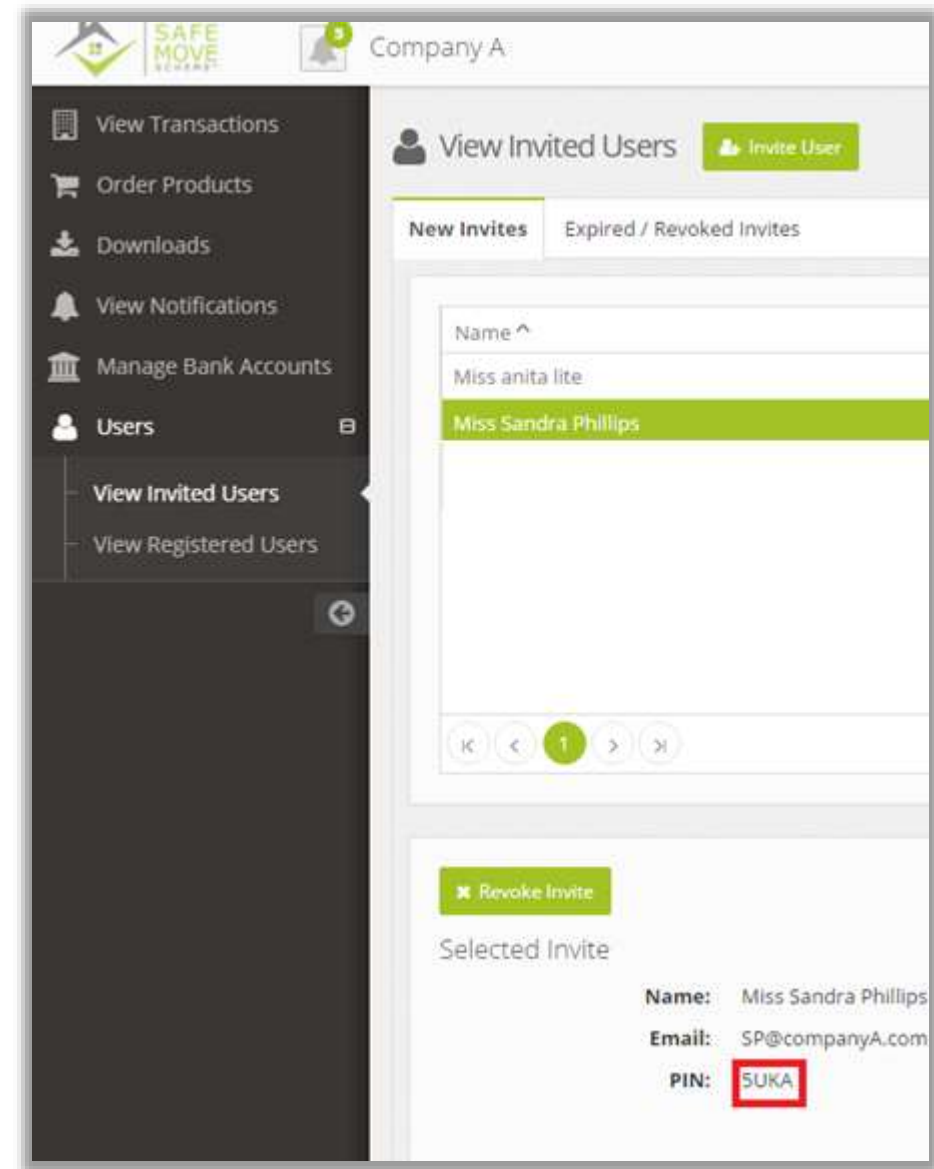 SAFE
MOVE
SCHEME
5
Company A
View Transactions
Order Products
Downloads
View Notifications
Manage Bank Accounts
Users
View Invited Users
View Registered Users
View Invited Users
Invite User
New Invites
Expired / Revoked Invites
Name
Miss anita lite
Miss Sandra Phillips
1
Revoke Invite
Selected Invite
Name: Miss Sandra Phillips
Email: SP@companyA.com
PIN: 5UKA